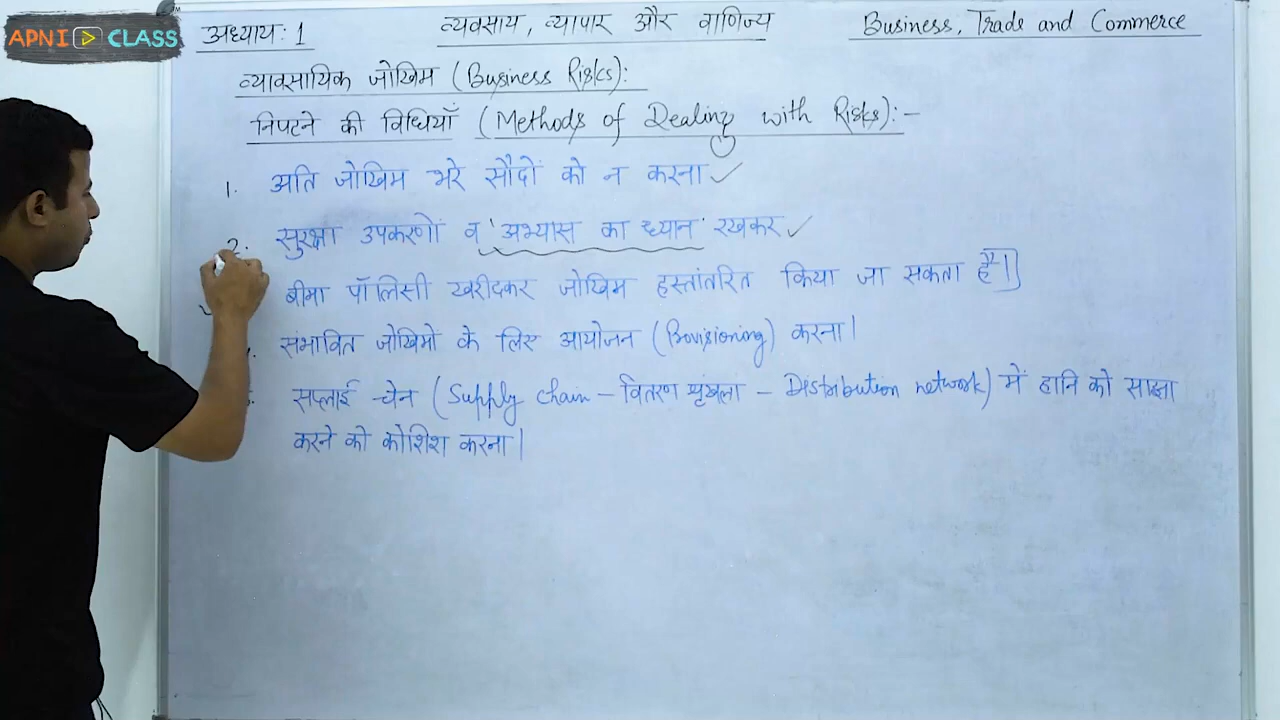 APNI CLASS
अध्याय: 1 व्यवसाय, व्यापार और वाणिज्य Business, Trade and Commerce
व्यावसायिक जोखिम (Business Risks):
निपटने की विधियाँ (Methods of Dealing with Risks):-
1. अति जोखिम भरे सौदों को न करना ✓
2. सुरक्षा उपकरणों व 'अभ्यास का ध्यान' रखकर ✓
बीमा पॉलिसी खरीदकर जोखिम हस्तांतरित किया जा सकता है।]
संभावित जोखिमों के लिए आयोजन (Provisioning) करना।
सप्लाई चेन (Supply chain – वितरण श्रृंखला – Distribution network) में हानि को साझा
करने को कोशिश करना।